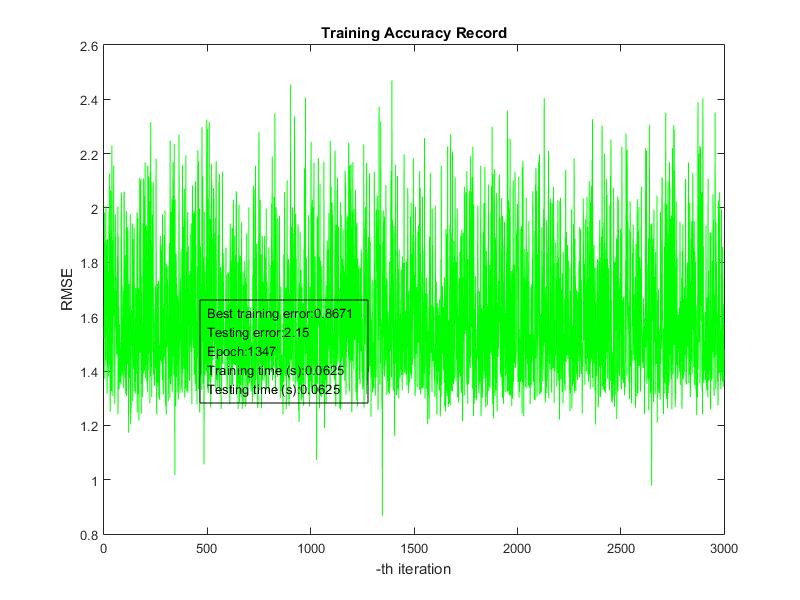 Training Accuracy Record
2.6
2.4
2.2
2
1.8
1.6
1.4
1.2
1
0.8
RMSE
Best training error:0.8671
Testing error:2.15
Epoch:1347
Training time (s):0.0625
Testing time (s):0.0625
0 500 1000 1500 2000 2500 3000
-th iteration